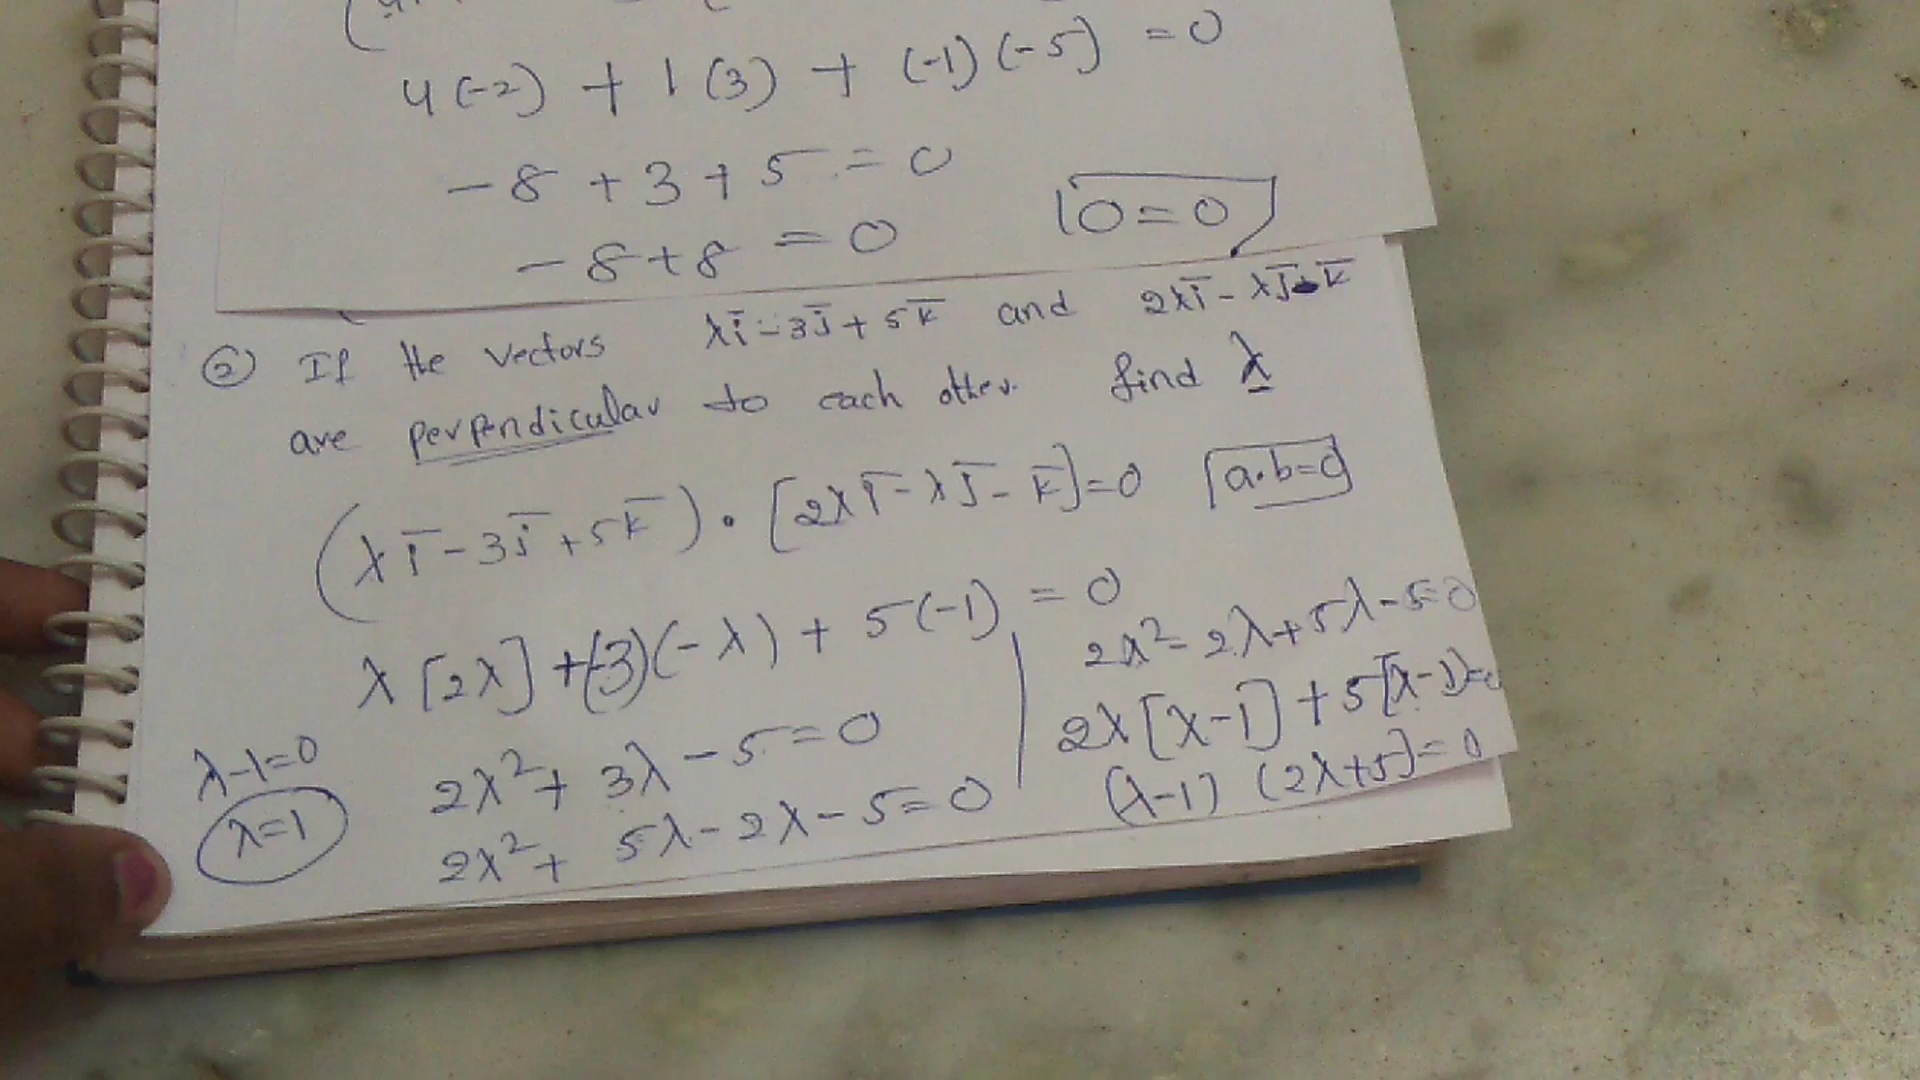 4(-2) + 1(3) + (-1)(-5) = 0
-8 + 3 + 5 = 0
-8 + 8 = 0
0 = 0
② If the vectors λī - 3j̄ + 5k̄ and 2λī - λj̄ - k̄
are perpendicular to each other. find λ
(λī - 3j̄ + 5k̄) · [2λī - λj̄ - k̄] = 0 a·b=0
λ[2λ] + (-3)(-λ) + 5(-1) = 0
2λ² + 3λ - 5 = 0
2λ² + 5λ - 2λ - 5 = 0
2λ² - 2λ + 5λ - 5 = 0
2λ[λ-1] + 5[λ-1] = 0
(λ-1) (2λ+5] = 0
λ-1=0
λ=1